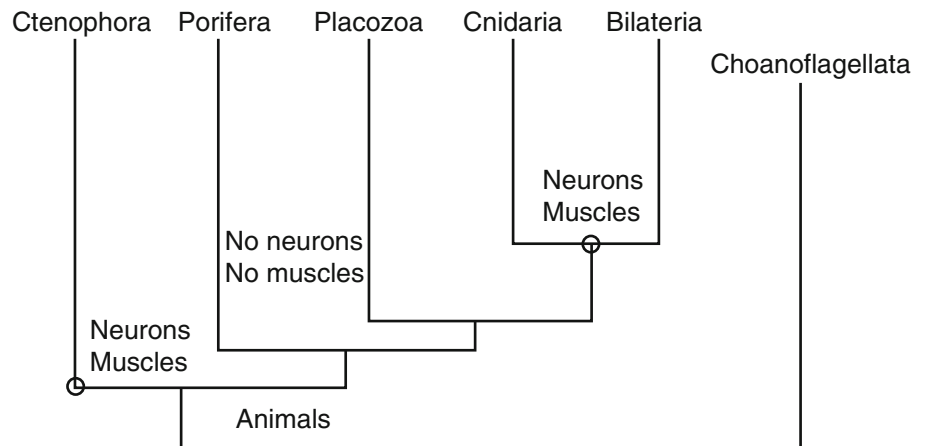 Ctenophora Porifera Placozoa Cnidaria Bilateria
Choanoflagellata
Neurons
Muscles
No neurons
No muscles
Neurons
Muscles
Animals